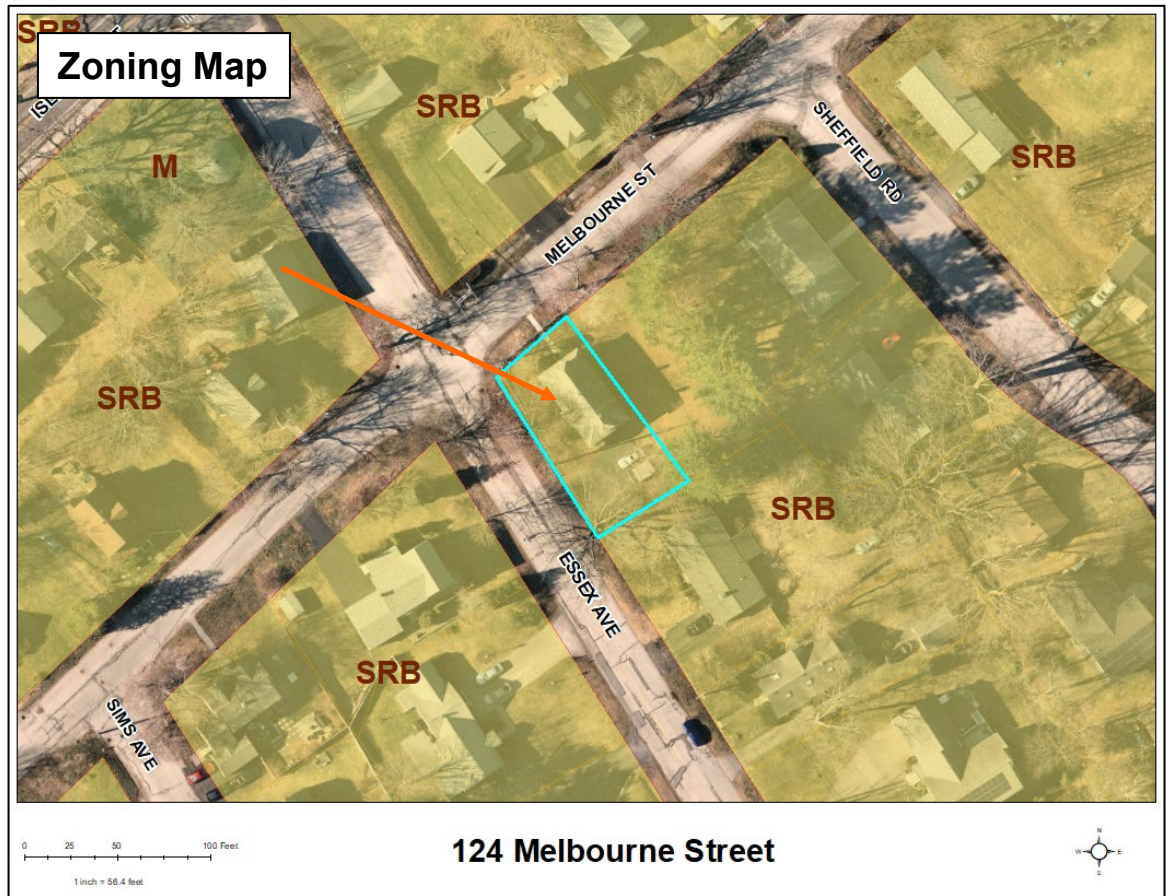 SRB
Zoning Map
SRB
M
SHEFFIELD RD
SRB
MELBOURNE ST
SRB
SRB
ESSEX AVE
SRB
SIMS AVE
0 25 50 100 Feet
1 inch = 56.4 feet
124 Melbourne Street
N
W E
S